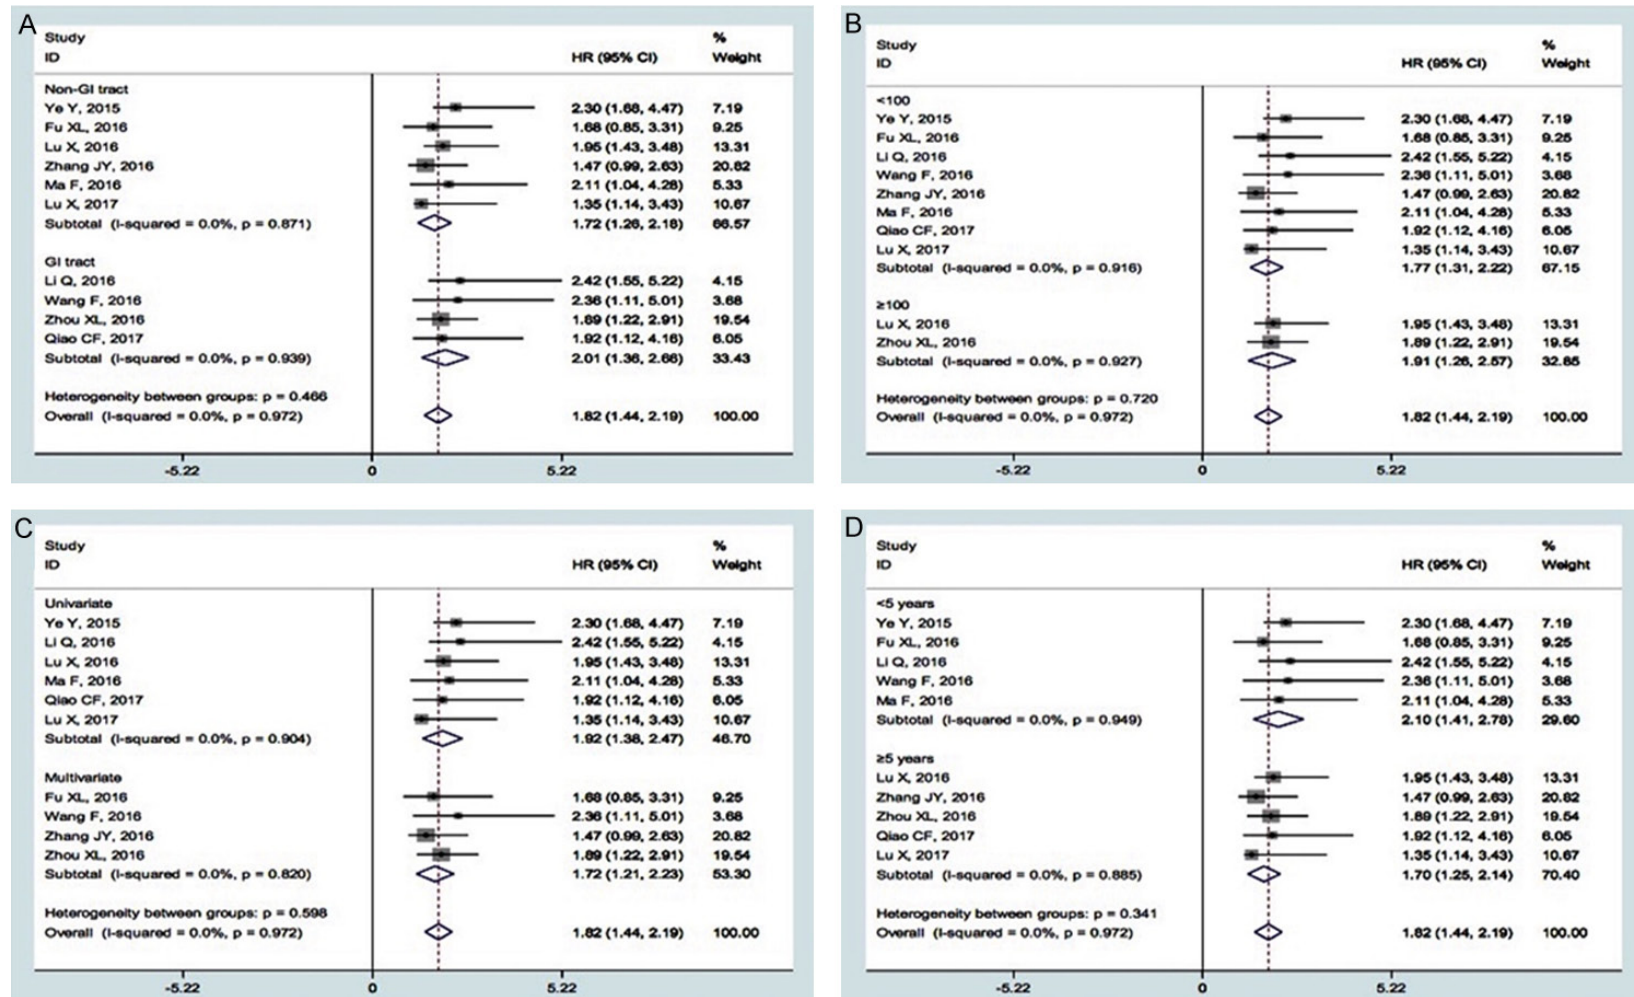 A
Study %
ID HR (95% CI) Weight
Non-GI tract
Ye Y, 2015 2.30 (1.68, 4.47) 7.19
Fu XL, 2016 1.68 (0.85, 3.31) 9.25
Lu X, 2016 1.95 (1.43, 3.48) 13.31
Zhang JY, 2016 1.47 (0.99, 2.63) 20.82
Ma F, 2016 2.11 (1.04, 4.28) 5.33
Lu X, 2017 1.35 (1.14, 3.43) 10.67
Subtotal (I-squared = 0.0%, p = 0.871) 1.72 (1.26, 2.18) 66.57
GI tract
Li Q, 2016 2.42 (1.55, 5.22) 4.15
Wang F, 2016 2.36 (1.11, 5.01) 3.68
Zhou XL, 2016 1.89 (1.22, 2.91) 19.54
Qiao CF, 2017 1.92 (1.12, 4.16) 6.05
Subtotal (I-squared = 0.0%, p = 0.939) 2.01 (1.36, 2.66) 33.43
Heterogeneity between groups: p = 0.466
Overall (I-squared = 0.0%, p = 0.972) 1.82 (1.44, 2.19) 100.00
-5.22 0 5.22
B
Study %
ID HR (95% CI) Weight
<100
Ye Y, 2015 2.30 (1.68, 4.47) 7.19
Fu XL, 2016 1.68 (0.85, 3.31) 9.25
Li Q, 2016 2.42 (1.55, 5.22) 4.15
Wang F, 2016 2.36 (1.11, 5.01) 3.68
Zhang JY, 2016 1.47 (0.99, 2.63) 20.82
Ma F, 2016 2.11 (1.04, 4.28) 5.33
Qiao CF, 2017 1.92 (1.12, 4.16) 6.05
Lu X, 2017 1.35 (1.14, 3.43) 10.67
Subtotal (I-squared = 0.0%, p = 0.916) 1.77 (1.31, 2.22) 67.15
≥100
Lu X, 2016 1.95 (1.43, 3.48) 13.31
Zhou XL, 2016 1.89 (1.22, 2.91) 19.54
Subtotal (I-squared = 0.0%, p = 0.927) 1.91 (1.26, 2.57) 32.85
Heterogeneity between groups: p = 0.720
Overall (I-squared = 0.0%, p = 0.972) 1.82 (1.44, 2.19) 100.00
-5.22 0 5.22
C
Study %
ID HR (95% CI) Weight
Univariate
Ye Y, 2015 2.30 (1.68, 4.47) 7.19
Li Q, 2016 2.42 (1.55, 5.22) 4.15
Lu X, 2016 1.95 (1.43, 3.48) 13.31
Ma F, 2016 2.11 (1.04, 4.28) 5.33
Qiao CF, 2017 1.92 (1.12, 4.16) 6.05
Lu X, 2017 1.35 (1.14, 3.43) 10.67
Subtotal (I-squared = 0.0%, p = 0.904) 1.92 (1.38, 2.47) 46.70
Multivariate
Fu XL, 2016 1.68 (0.85, 3.31) 9.25
Wang F, 2016 2.36 (1.11, 5.01) 3.68
Zhang JY, 2016 1.47 (0.99, 2.63) 20.82
Zhou XL, 2016 1.89 (1.22, 2.91) 19.54
Subtotal (I-squared = 0.0%, p = 0.820) 1.72 (1.21, 2.23) 53.30
Heterogeneity between groups: p = 0.598
Overall (I-squared = 0.0%, p = 0.972) 1.82 (1.44, 2.19) 100.00
-5.22 0 5.22
D
Study %
ID HR (95% CI) Weight
<5 years
Ye Y, 2015 2.30 (1.68, 4.47) 7.19
Fu XL, 2016 1.68 (0.85, 3.31) 9.25
Li Q, 2016 2.42 (1.55, 5.22) 4.15
Wang F, 2016 2.36 (1.11, 5.01) 3.68
Ma F, 2016 2.11 (1.04, 4.28) 5.33
Subtotal (I-squared = 0.0%, p = 0.949) 2.10 (1.41, 2.78) 29.60
≥5 years
Lu X, 2016 1.95 (1.43, 3.48) 13.31
Zhang JY, 2016 1.47 (0.99, 2.63) 20.82
Zhou XL, 2016 1.89 (1.22, 2.91) 19.54
Qiao CF, 2017 1.92 (1.12, 4.16) 6.05
Lu X, 2017 1.35 (1.14, 3.43) 10.67
Subtotal (I-squared = 0.0%, p = 0.885) 1.70 (1.25, 2.14) 70.40
Heterogeneity between groups: p = 0.341
Overall (I-squared = 0.0%, p = 0.972) 1.82 (1.44, 2.19) 100.00
-5.22 0 5.22